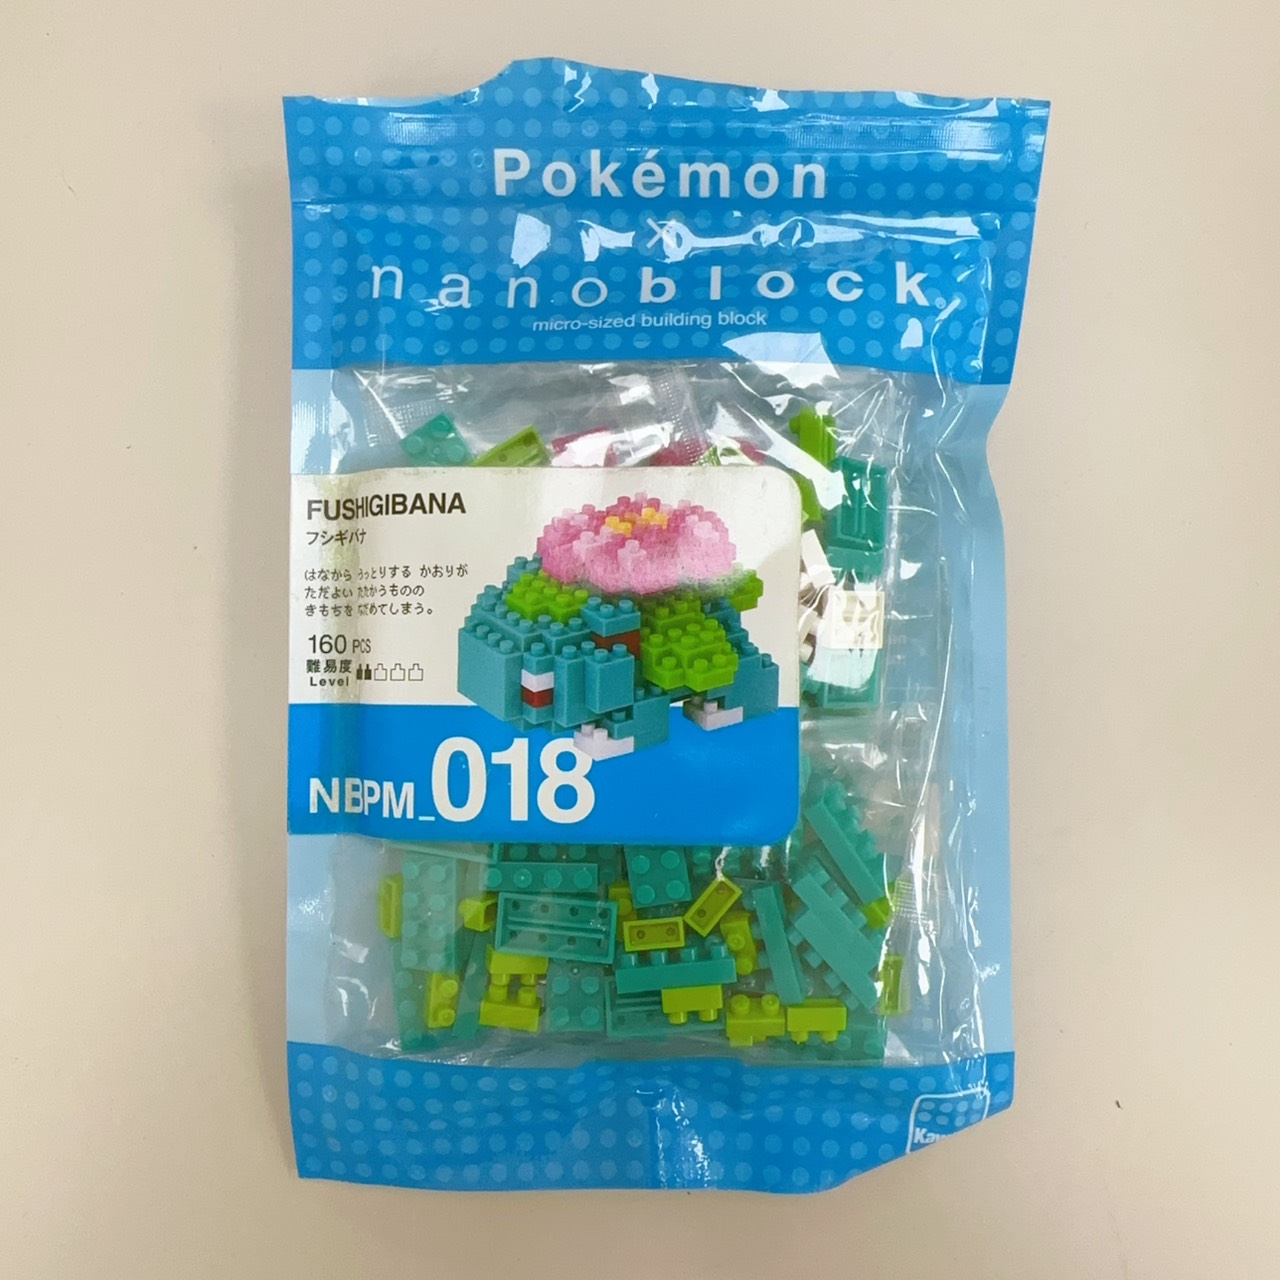 Pokémon
×
nanoblock®
micro-sized building block
FUSHIGIBANA
フシギバナ
はなから うっとりする かおりが
ただよい たたかうものの
きもちを なだめてしまう。
160 PCS
難易度
Level
NBPM_018